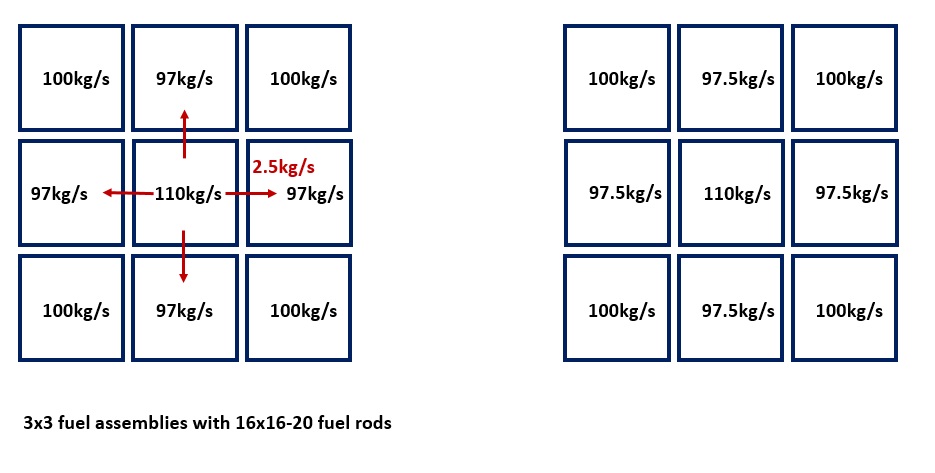 100kg/s 97kg/s 100kg/s
100kg/s 97.5kg/s 100kg/s
2.5kg/s
97kg/s 110kg/s 97kg/s
97.5kg/s 110kg/s 97.5kg/s
100kg/s 97kg/s 100kg/s
100kg/s 97.5kg/s 100kg/s
3x3 fuel assemblies with 16x16-20 fuel rods